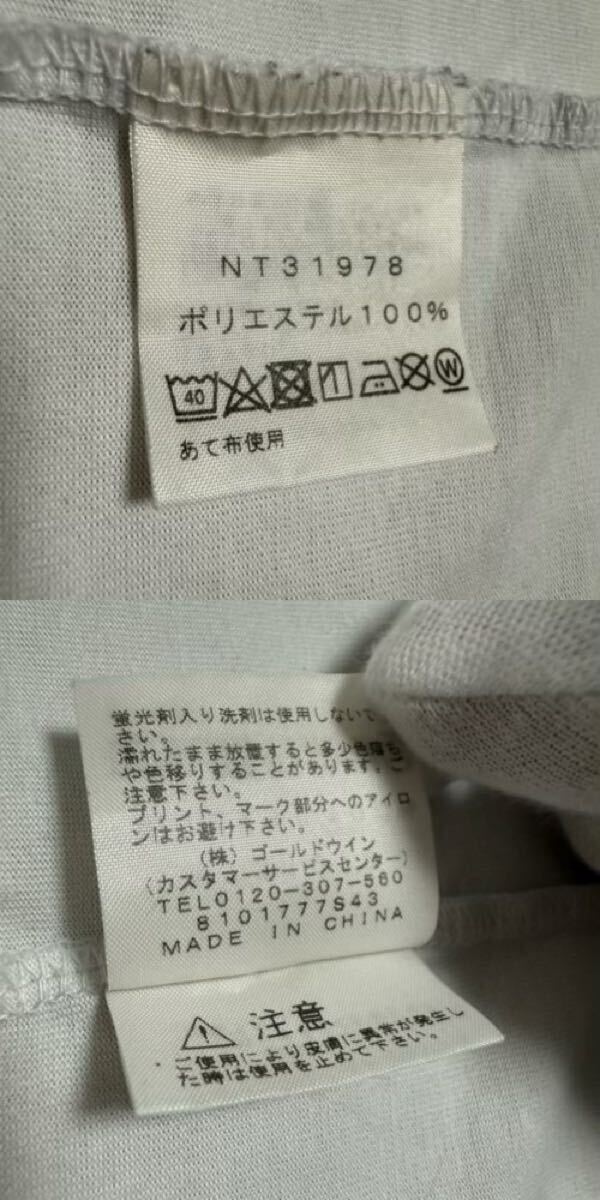 NT31978
ポリエステル100%
40
W
あて布使用
蛍光剤入り洗剤は使用しないで
さい。
濡れたまま放置すると多少色落ち
や色移りすることがあります。ご
注意下さい。
プリント、マーク部分へのアイロ
ンはお避け下さい。
(株)ゴールドウイン
(カスタマーサービスセンター)
TEL0120-307-560
8101777S43
MADE IN CHINA
注意
・ご使用により皮膚に異常が発生し
た時は使用を止めて下さい。